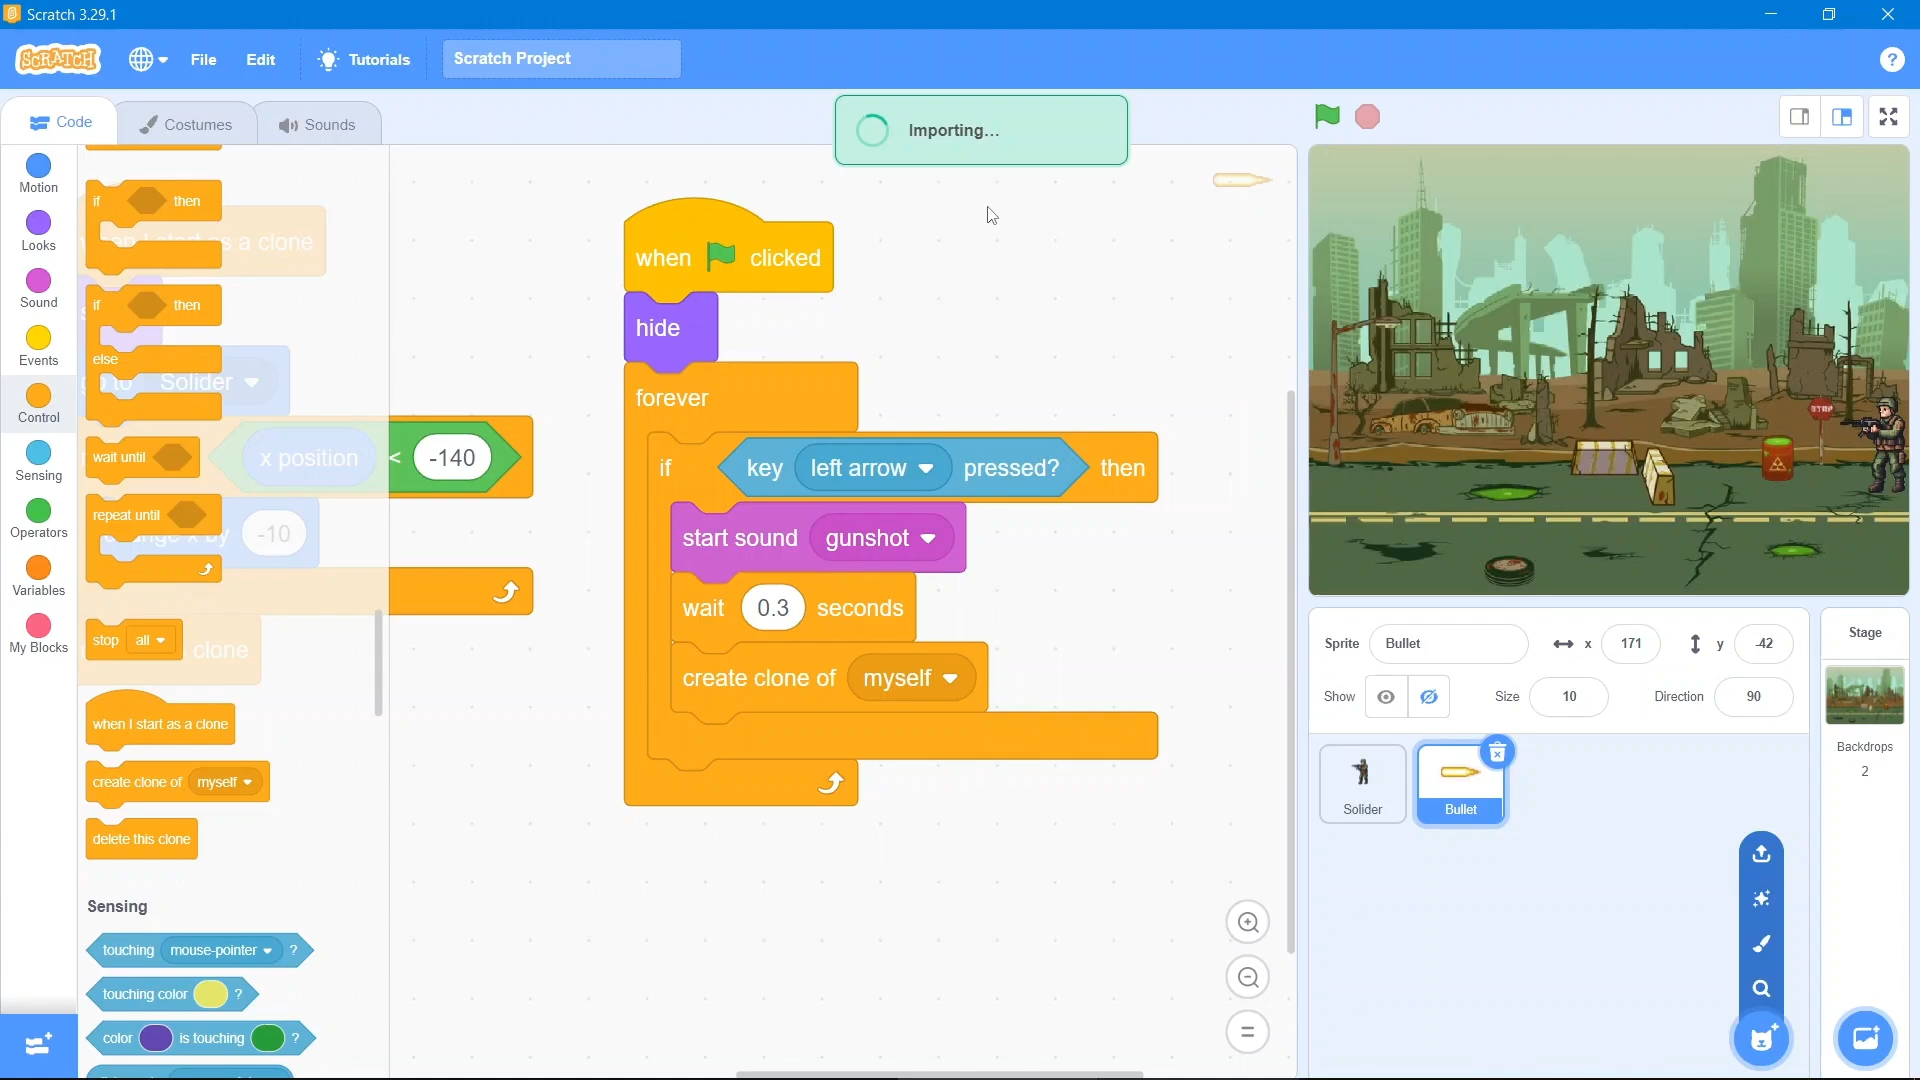 Scratch 3.29.1
SCRATCH
File
Edit
Tutorials
Scratch Project
?
Code
Costumes
Sounds
Importing...
Motion
Looks
Sound
Events
Control
Sensing
Operators
Variables
My Blocks
if then
if then
else
wait until
repeat until
stop all
when I start as a clone
create clone of myself
delete this clone
Sensing
touching mouse-pointer ?
touching color ?
color is touching ?
Solider
x position < -140
-10
clone
when clicked
hide
forever
if key left arrow pressed? then
start sound gunshot
wait 0.3 seconds
create clone of myself
STOP
Sprite Bullet x 171 y -42
Show Size 10 Direction 90
Solider
Bullet
Stage
Backdrops
2